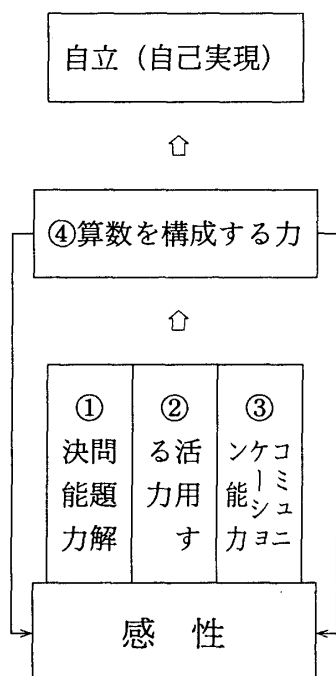 自立（自己実現）
④算数を構成する力
①
問題解
決能力
②
活用す
る力
③
コミュニ
ケーショ
ン能力
感 性